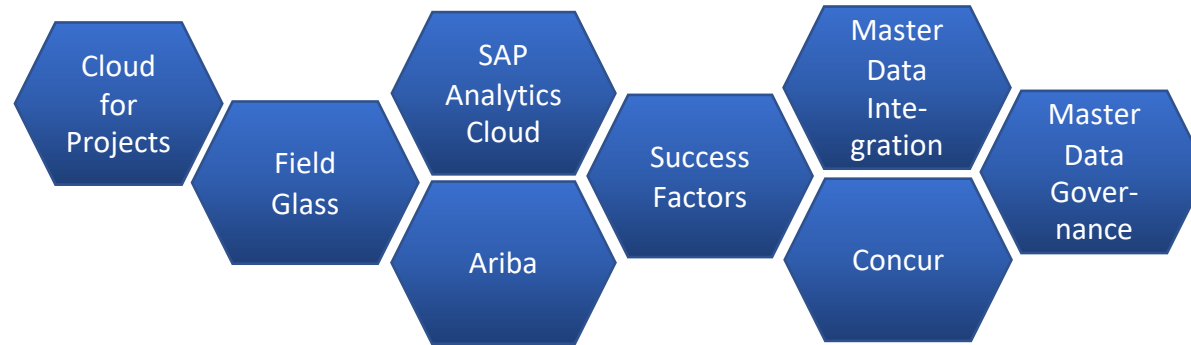 Cloud
for
Projects
Field
Glass
SAP
Analytics
Cloud
Ariba
Success
Factors
Master
Data
Inte-
gration
Concur
Master
Data
Gover-
nance